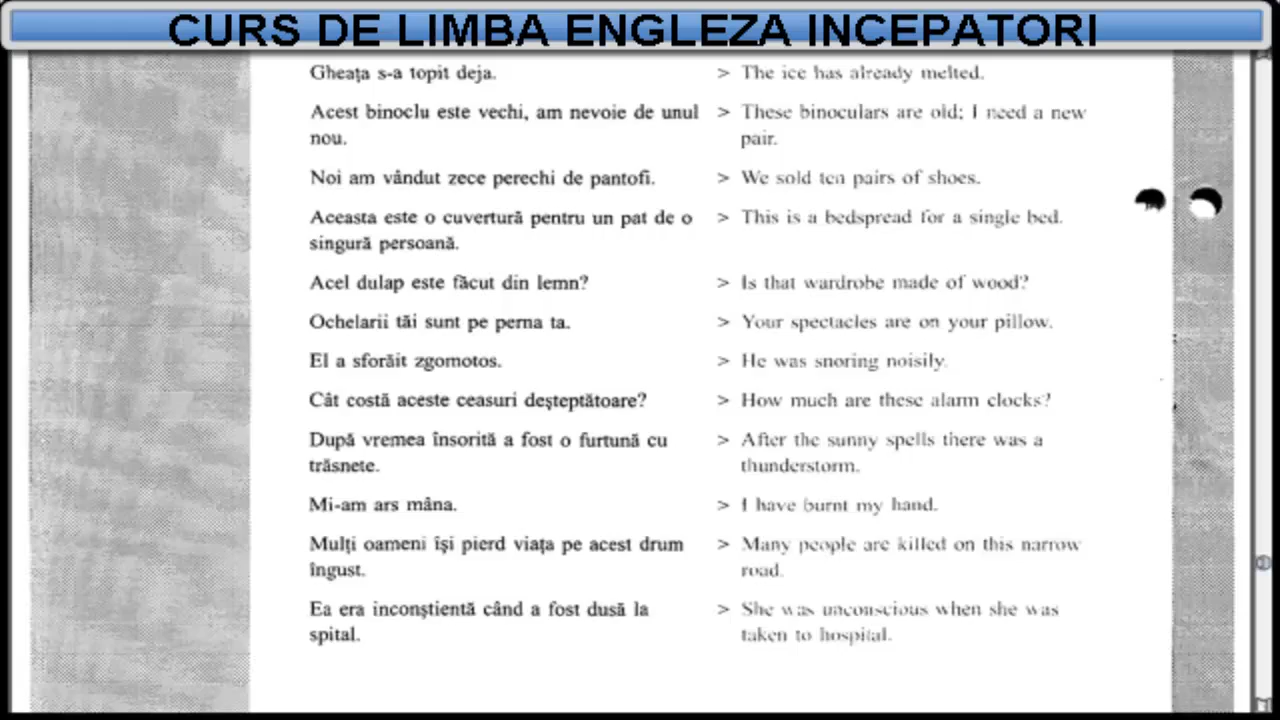 CURS DE LIMBA ENGLEZA INCEPATORI
Gheața s-a topit deja. > The ice has already melted.
Acest binoclu este vechi, am nevoie de unul > These binoculars are old; I need a new
nou. pair.
Noi am vândut zece perechi de pantofi. > We sold ten pairs of shoes.
Aceasta este o cuvertură pentru un pat de o > This is a bedspread for a single bed.
singură persoană.
Acel dulap este făcut din lemn? > Is that wardrobe made of wood?
Ochelarii tăi sunt pe perna ta. > Your spectacles are on your pillow.
El a sforăit zgomotos. > He was snoring noisily.
Cât costă aceste ceasuri deșteptătoare? > How much are these alarm clocks?
După vremea însorită a fost o furtună cu > After the sunny spells there was a
trăsnete. thunderstorm.
Mi-am ars mâna. > I have burnt my hand.
Mulți oameni își pierd viața pe acest drum > Many people are killed on this narrow
îngust. road.
Ea era inconștientă când a fost dusă la > She was unconscious when she was
spital. taken to hospital.